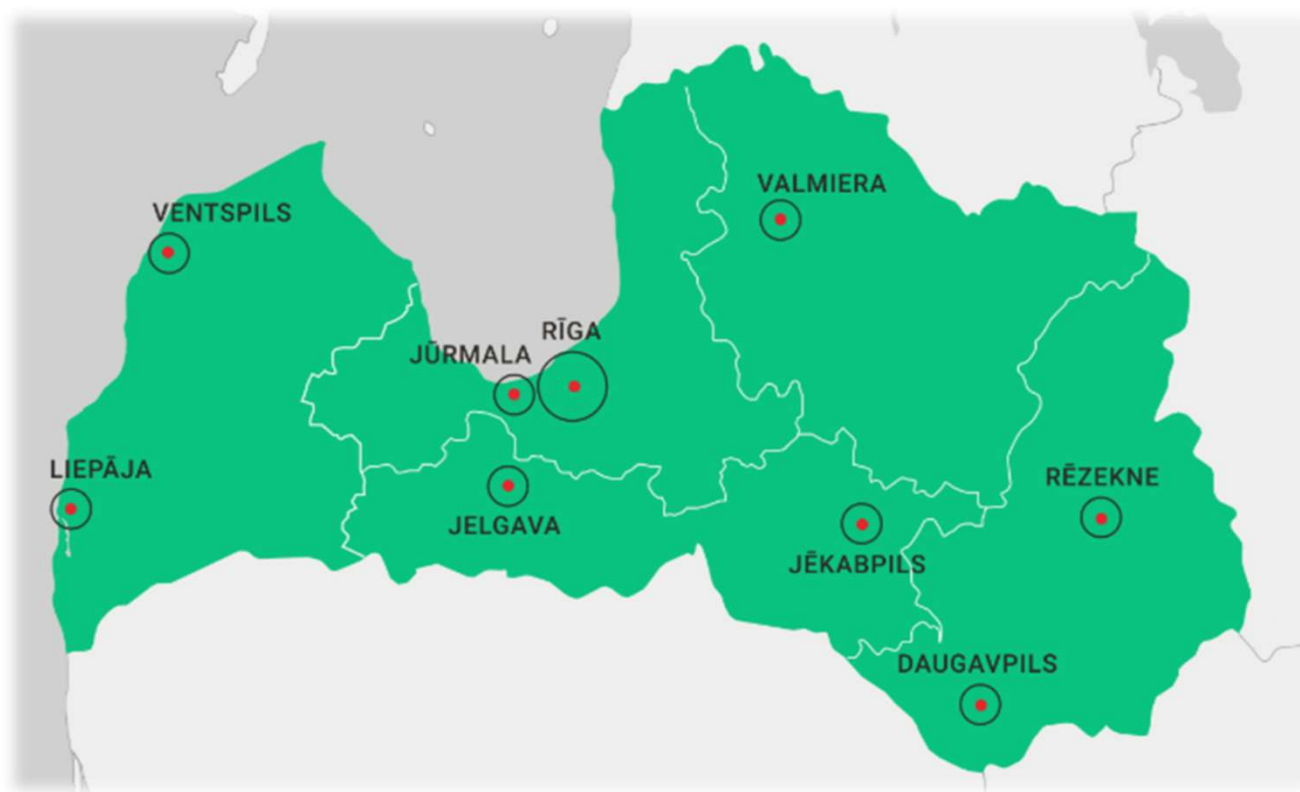 VALMIERA
VENTSPILS
RĪGA
JŪRMALA
LIEPĀJA
RĒZEKNE
JELGAVA
JĒKABPILS
DAUGAVPILS